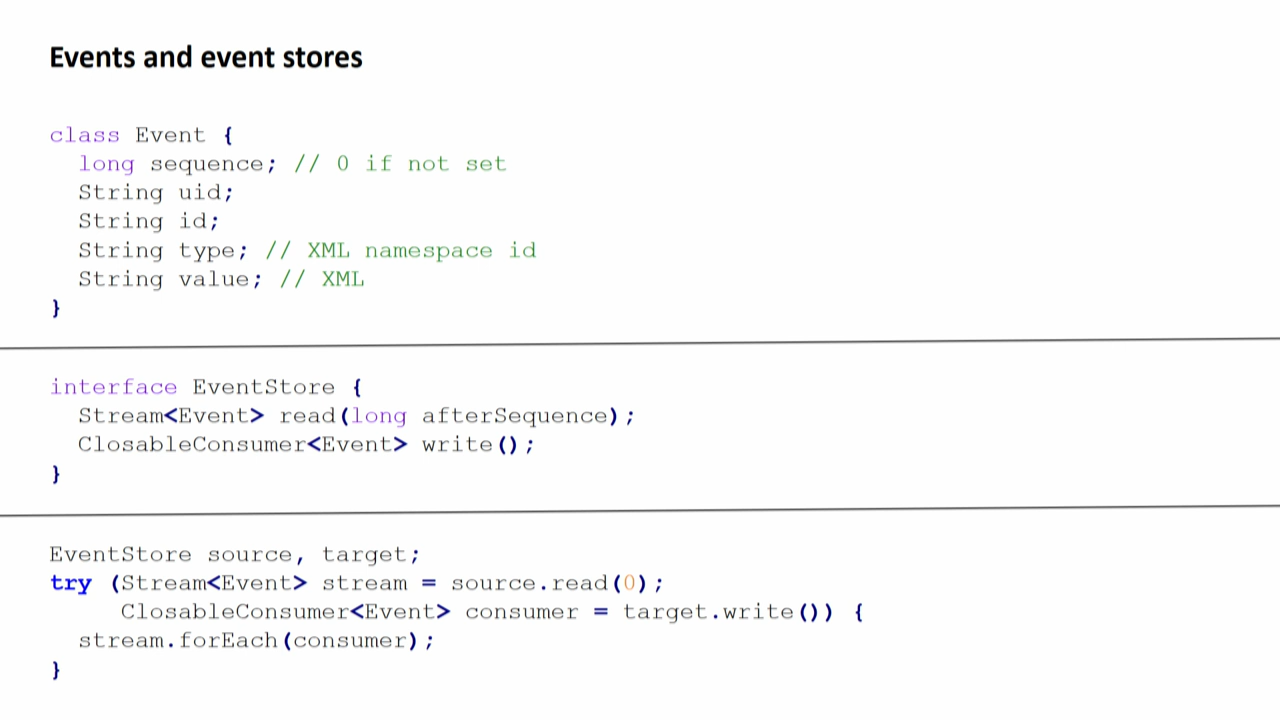 Events and event stores
class Event {
  long sequence; // 0 if not set
  String uid;
  String id;
  String type; // XML namespace id
  String value; // XML
}
interface EventStore {
  Stream<Event> read(long afterSequence);
  ClosableConsumer<Event> write();
}
EventStore source, target;
try (Stream<Event> stream = source.read(0);
     ClosableConsumer<Event> consumer = target.write()) {
  stream.forEach(consumer);
}